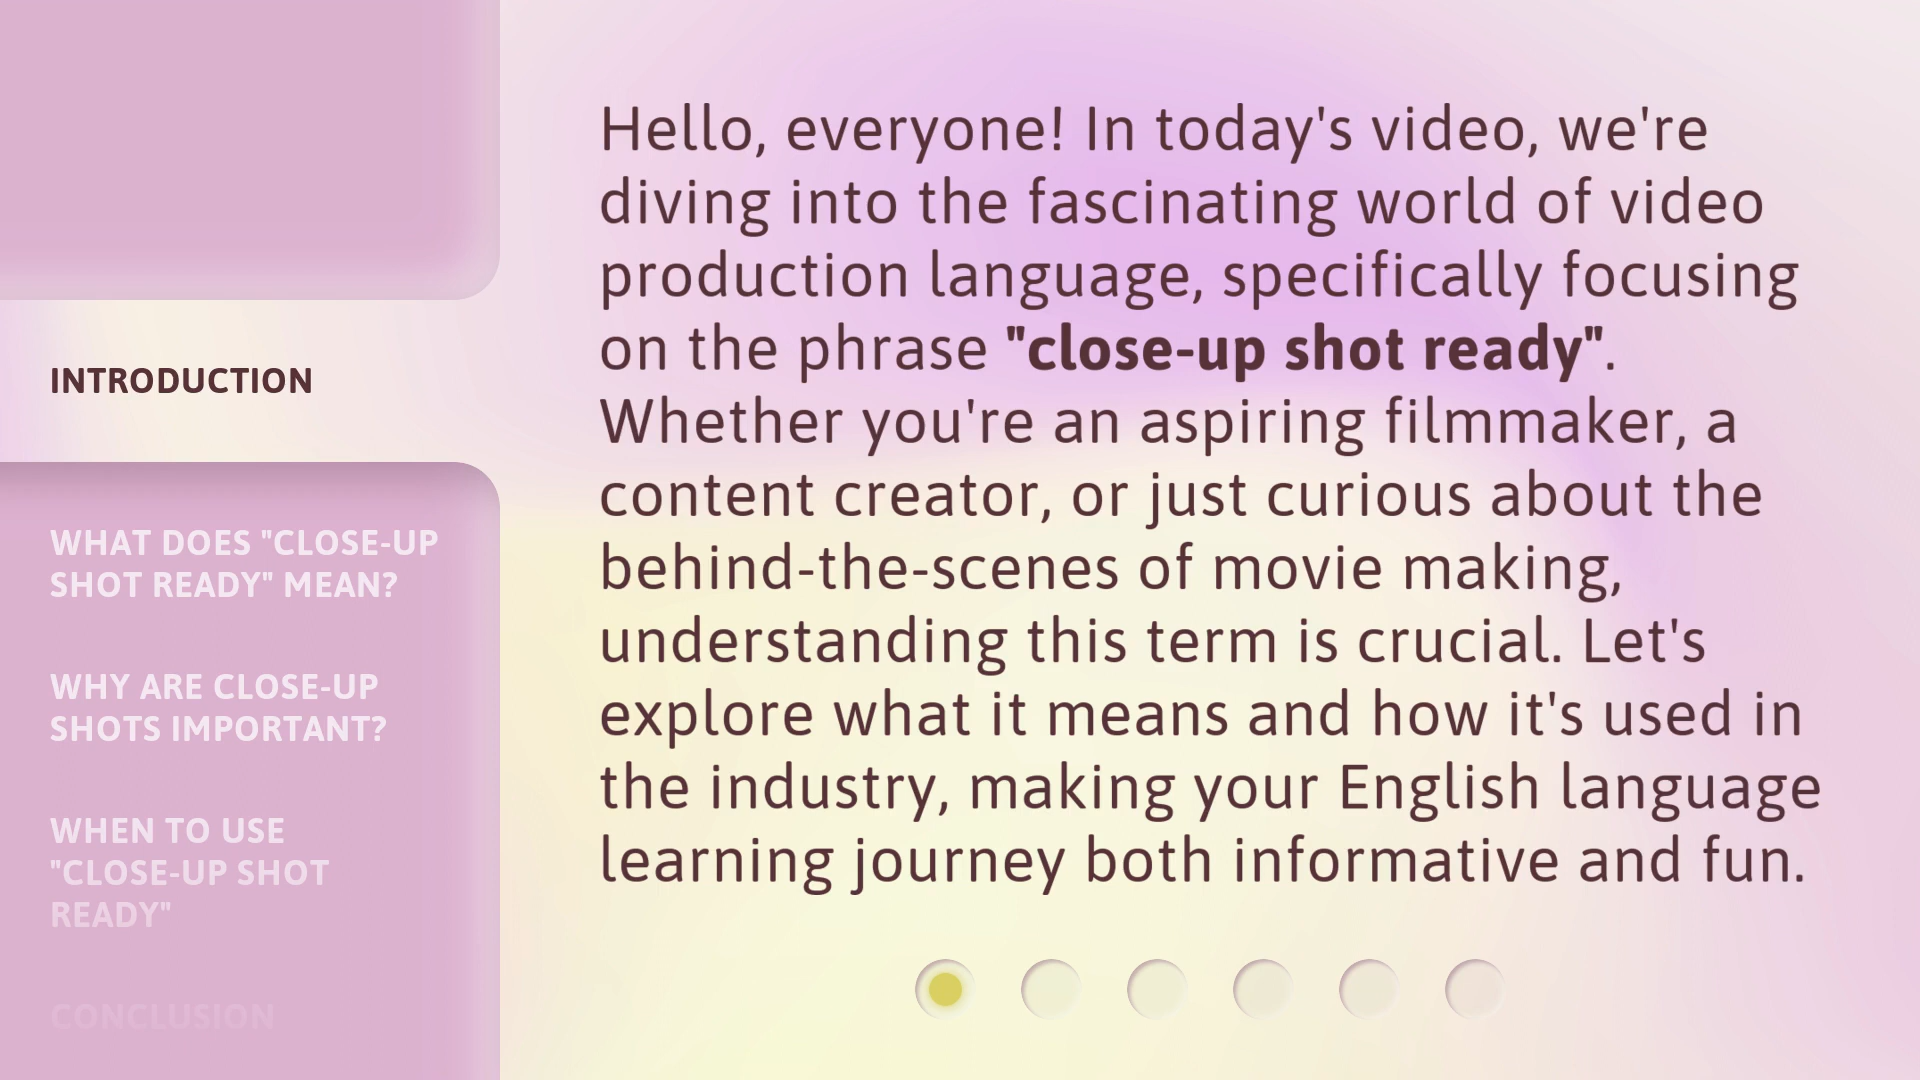 INTRODUCTION
WHAT DOES "CLOSE-UP
SHOT READY" MEAN?
WHY ARE CLOSE-UP
SHOTS IMPORTANT?
WHEN TO USE
"CLOSE-UP SHOT
READY"
CONCLUSION
Hello, everyone! In today's video, we're
diving into the fascinating world of video
production language, specifically focusing
on the phrase "close-up shot ready".
Whether you're an aspiring filmmaker, a
content creator, or just curious about the
behind-the-scenes of movie making,
understanding this term is crucial. Let's
explore what it means and how it's used in
the industry, making your English language
learning journey both informative and fun.